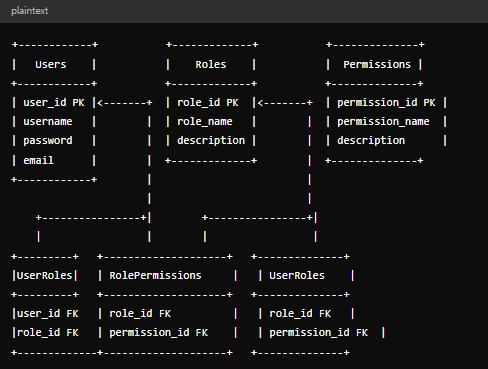 plaintext
+------------+           +-------------+           +--------------+
|   Users    |           |    Roles    |           |  Permissions |
+------------+           +-------------+           +--------------+
| user_id PK |<-------+  | role_id PK  |<-------+  | permission_id PK |
| username   |        |  | role_name   |        |  | permission_name  |
| password   |        |  | description |        |  | description      |
| email      |        |  +-------------+        |  +--------------+
+------------+        |                         |
                      |                         |
    +----------------+|        +----------------+|
    |                 |        |                 |
+---------+   +--------------------+   +--------------+
|UserRoles|   | RolePermissions     |  | UserRoles    |
+---------+   +--------------------+   +--------------+
|user_id FK   | role_id FK          |  | role_id FK    |
|role_id FK   | permission_id FK    |  | permission_id FK  |
+-------------+--------------------+   +--------------+